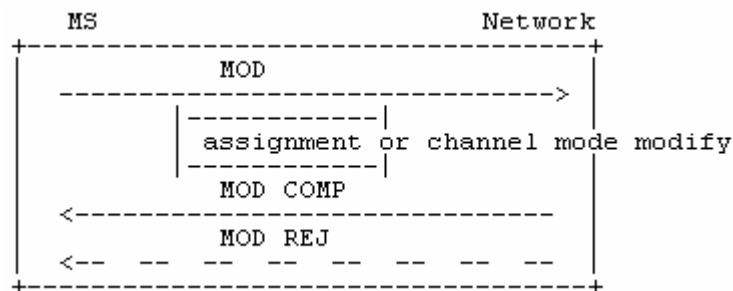 MS Network
MOD
assignment or channel mode modify
MOD COMP
MOD REJ